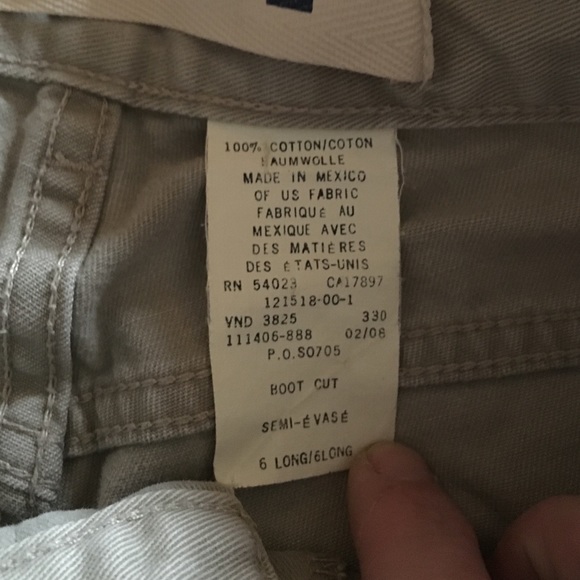 100% COTTON/COTON
BAUMWOLLE
MADE IN MEXICO
OF US FABRIC
FABRIQUÉ AU
MEXIQUE AVEC
DES MATIÈRES
DES ÉTATS-UNIS
RN 54023 CA17897
121518-00-1
VND 3825 330
111406-888 02/08
P.O.S0705
BOOT CUT
SEMI-ÉVASÉ
6 LONG/6LONG